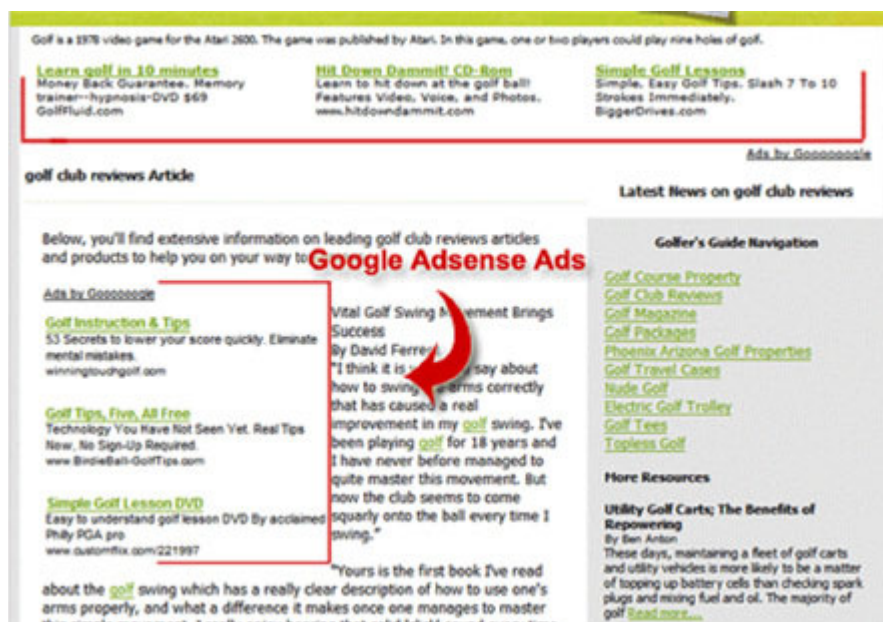 Golf is a 1978 video game for the Atari 2600. The game was published by Atari. In this game, one or two players could play nine holes of golf.
Learn golf in 10 minutes
Money Back Guarantee. Memory
trainer--hypnosis-DVD $69
GolfFluid.com
Hit Down Dammit! CD-Rom
Learn to hit down at the golf ball!
Features Video, Voice, and Photos.
www.hitdowndammit.com
Simple Golf Lessons
Simple, Easy Golf Tips. Slash 7 To 10
Strokes Immediately.
BiggerDrives.com
Ads by Goooooogle
golf club reviews Article
Below, you'll find extensive information on leading golf club reviews articles
and products to help you on your way to
Google Adsense Ads
Ads by Goooooogle
Golf Instruction & Tips
53 Secrets to lower your score quickly. Eliminate
mental mistakes.
winningtouchgolf.com
Golf Tips, Five, All Free
Technology You Have Not Seen Yet. Real Tips
Now, No Sign-Up Required.
www.BirdieBall-GolfTips.com
Simple Golf Lesson DVD
Easy to understand golf lesson DVD By acclaimed
Philly PGA pro
www.customflix.com/221997
Vital Golf Swing Movement Brings
Success
By David Ferre
"I think it is say about
how to swing arms correctly
that has caused a real
improvement in my golf swing. I've
been playing golf for 18 years and
I have never before managed to
quite master this movement. But
now the club seems to come
squarly onto the ball every time I
swing."
"Yours is the first book I've read
about the golf swing which has a really clear description of how to use one's
arms properly, and what a difference it makes once one manages to master
Latest News on golf club reviews
Golfer's Guide Navigation
Golf Course Property
Golf Club Reviews
Golf Magazine
Golf Packages
Phoenix Arizona Golf Properties
Golf Travel Cases
Nude Golf
Electric Golf Trolley
Golf Tees
Topless Golf
More Resources
Utility Golf Carts; The Benefits of
Repowering
By Ben Anton
These days, maintaining a fleet of golf carts
and utility vehicles is more likely to be a matter
of topping up battery cells than checking spark
plugs and mixing fuel and oil. The majority of
golf Read more...